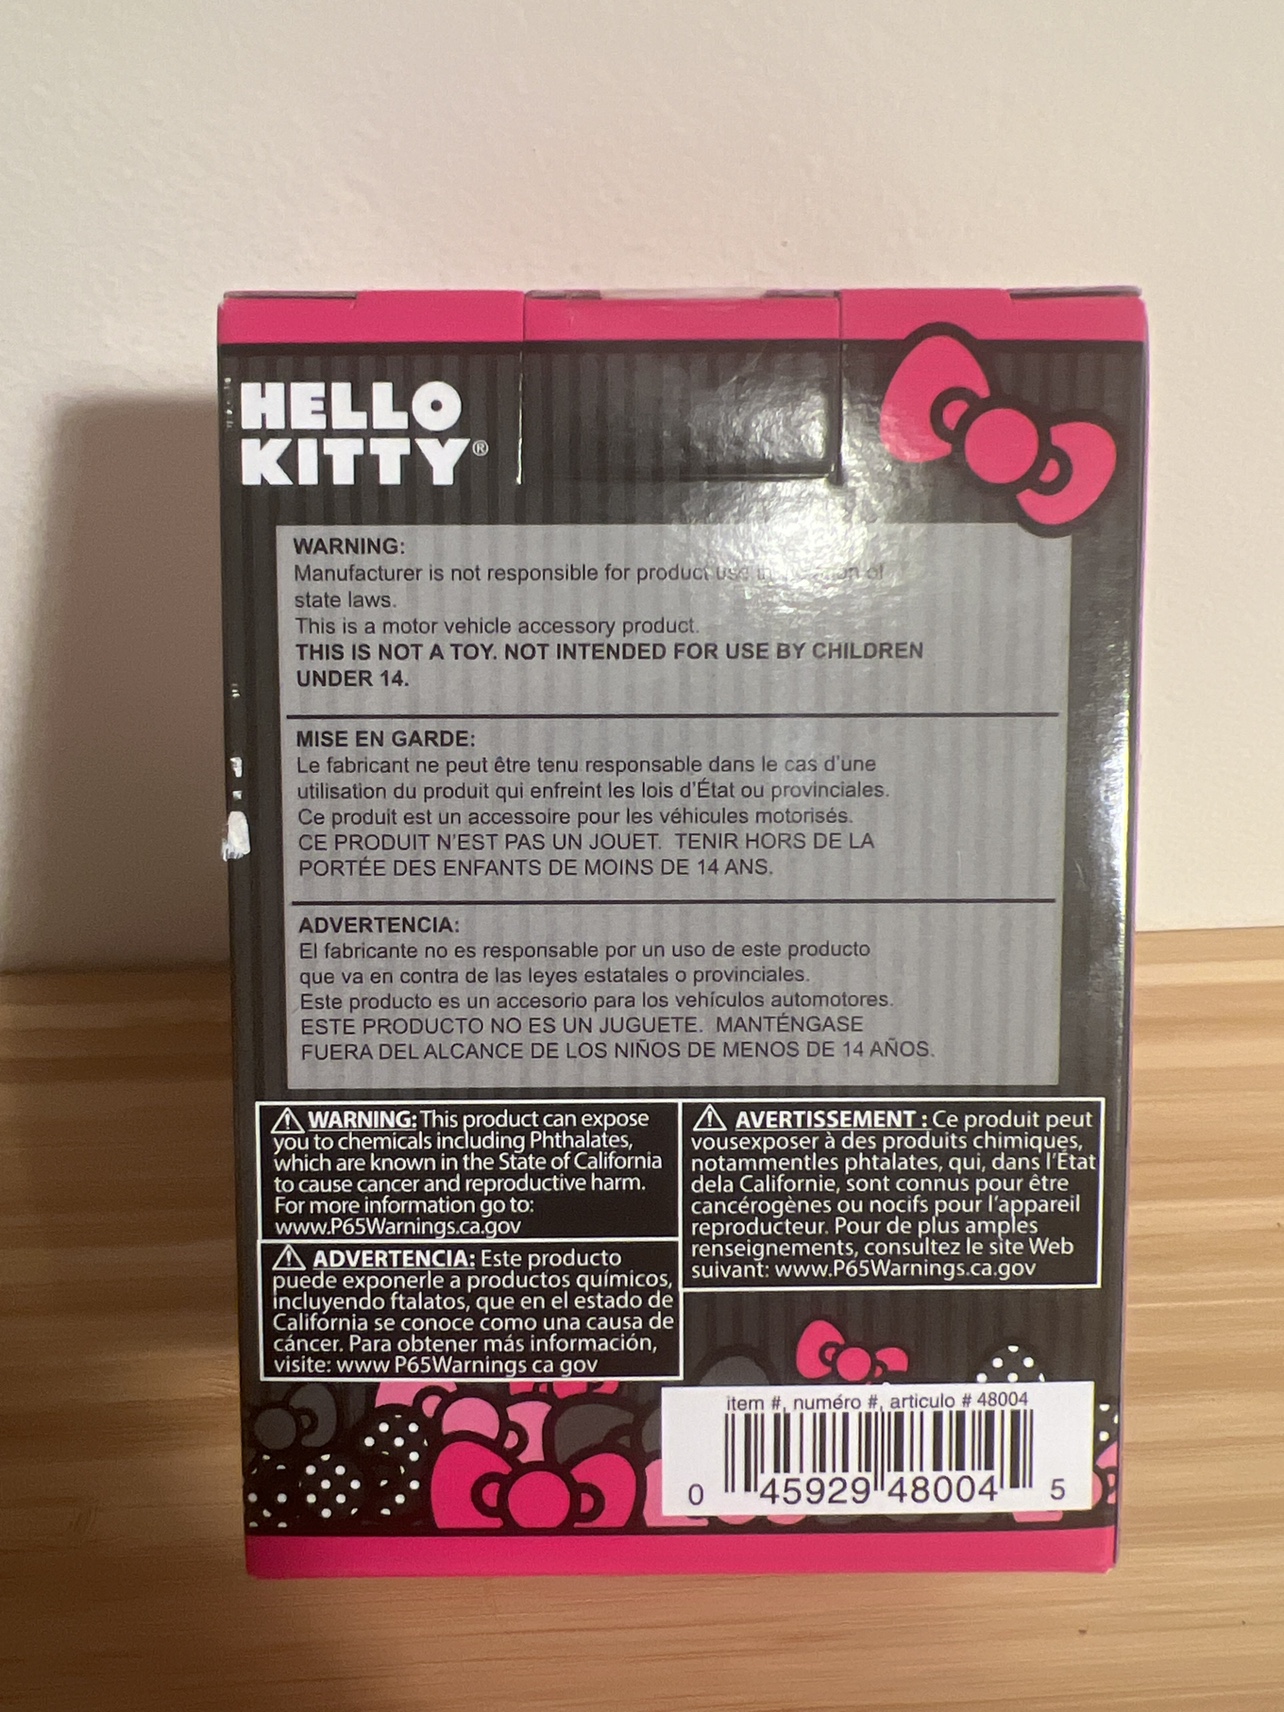 HELLO
KITTY®
WARNING:
Manufacturer is not responsible for product use in of
state laws.
This is a motor vehicle accessory product.
THIS IS NOT A TOY. NOT INTENDED FOR USE BY CHILDREN
UNDER 14.
MISE EN GARDE:
Le fabricant ne peut être tenu responsable dans le cas d'une
utilisation du produit qui enfreint les lois d'État ou provinciales.
Ce produit est un accessoire pour les véhicules motorisés.
CE PRODUIT N'EST PAS UN JOUET. TENIR HORS DE LA
PORTÉE DES ENFANTS DE MOINS DE 14 ANS.
ADVERTENCIA:
El fabricante no es responsable por un uso de este producto
que va en contra de las leyes estatales o provinciales.
Este producto es un accesorio para los vehículos automotores.
ESTE PRODUCTO NO ES UN JUGUETE. MANTÉNGASE
FUERA DEL ALCANCE DE LOS NIÑOS DE MENOS DE 14 AÑOS.
⚠ WARNING: This product can expose
you to chemicals including Phthalates,
which are known in the State of California
to cause cancer and reproductive harm.
For more information go to:
www.P65Warnings.ca.gov
⚠ ADVERTENCIA: Este producto
puede exponerle a productos químicos,
incluyendo ftalatos, que en el estado de
California se conoce como una causa de
cáncer. Para obtener más información,
visite: www P65Warnings ca gov
⚠ AVERTISSEMENT : Ce produit peut
vousexposer à des produits chimiques,
notammentles phtalates, qui, dans l'État
dela Californie, sont connus pour être
cancérogènes ou nocifs pour l'appareil
reproducteur. Pour de plus amples
renseignements, consultez le site Web
suivant: www.P65Warnings.ca.gov
item #, numéro #, articulo # 48004
0 45929 48004 5